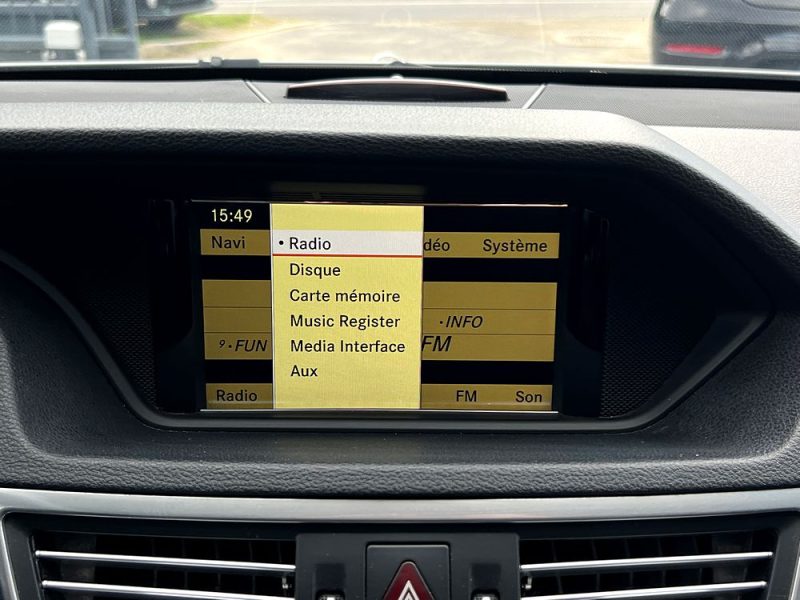 15:49
Navi
déo
Système
• Radio
Disque
Carte mémoire
Music Register
Media Interface
Aux
•INFO
9•FUN
FM
Radio
FM
Son